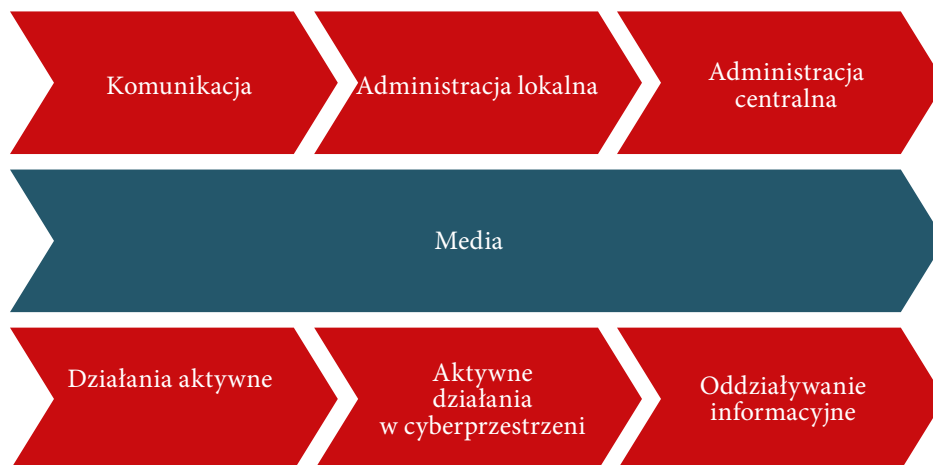 Komunikacja
Administracja lokalna
Administracja
centralna
Media
Działania aktywne
Aktywne
działania
w cyberprzestrzeni
Oddziaływanie
informacyjne